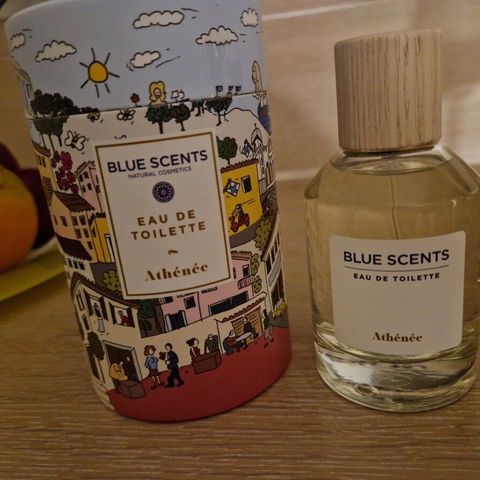 BLUE SCENTS
NATURAL COSMETICS
EAU DE
TOILETTE
Athénée
BLUE SCENTS
EAU DE TOILETTE
Athénée